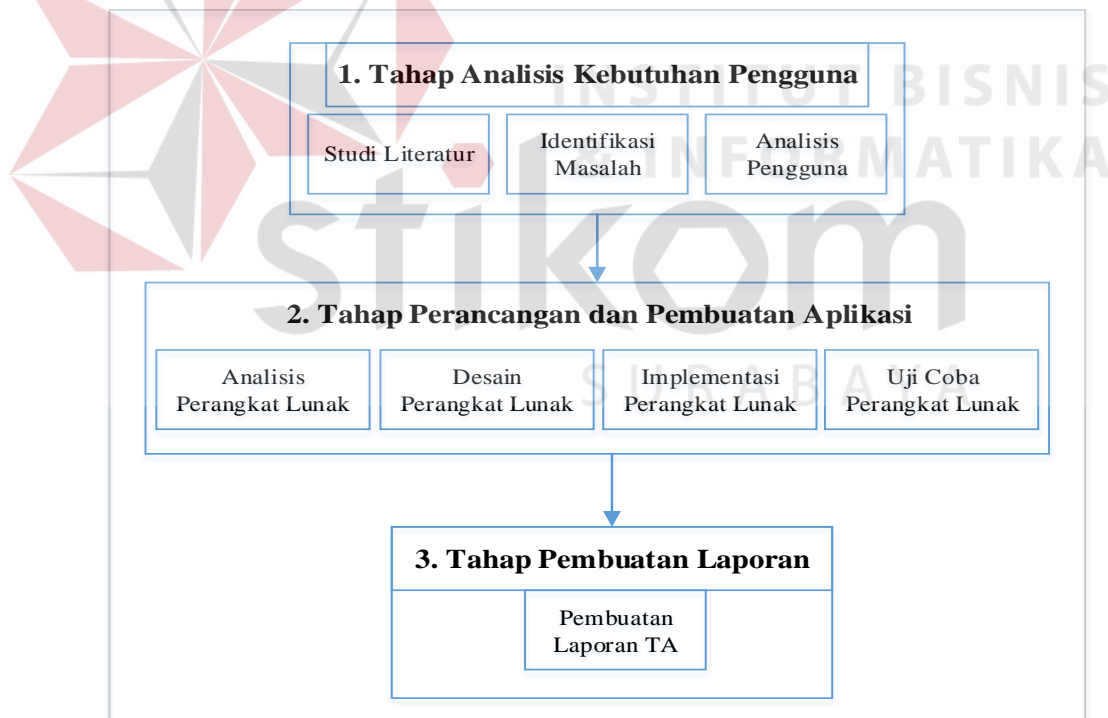 INSTITUT BISNIS
& INFORMATIKA
stikom
SURABAYA
1. Tahap Analisis Kebutuhan Pengguna
Studi Literatur
Identifikasi
Masalah
Analisis
Pengguna
2. Tahap Perancangan dan Pembuatan Aplikasi
Analisis
Perangkat Lunak
Desain
Perangkat Lunak
Implementasi
Perangkat Lunak
Uji Coba
Perangkat Lunak
3. Tahap Pembuatan Laporan
Pembuatan
Laporan TA